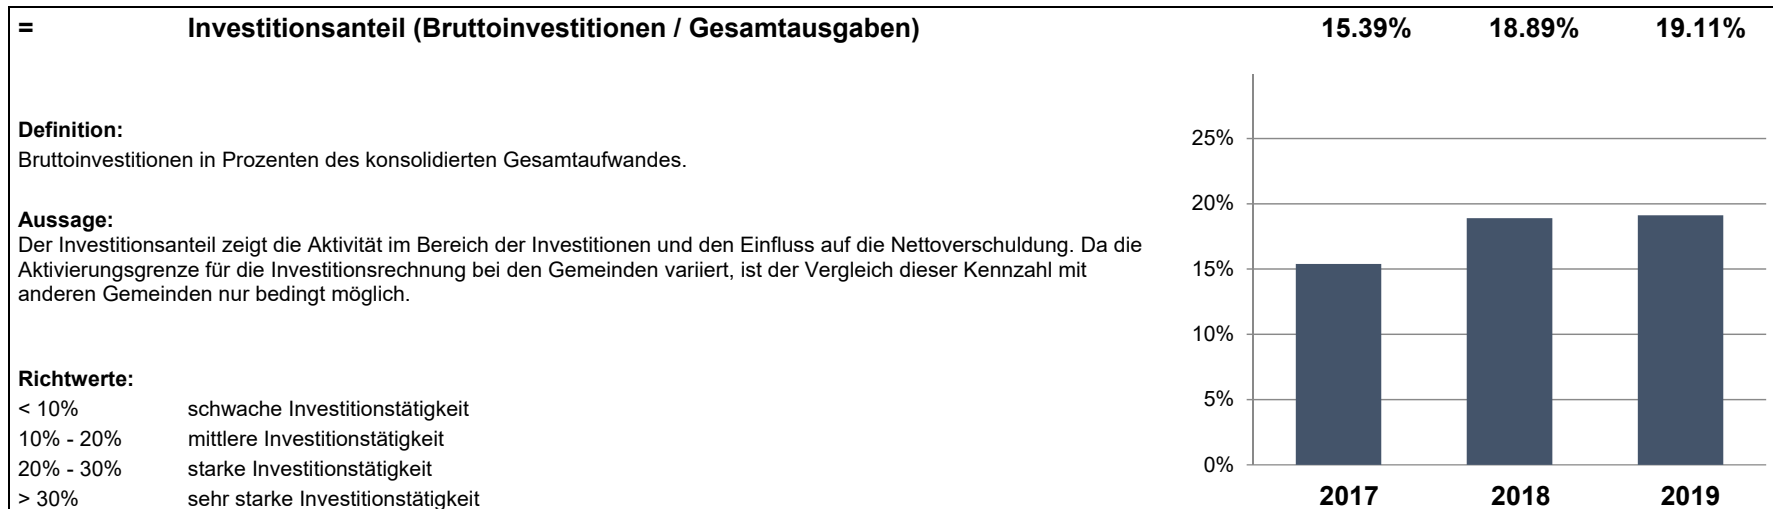 = Investitionsanteil (Bruttoinvestitionen / Gesamtausgaben) 15.39% 18.89% 19.11%
Definition:
Bruttoinvestitionen in Prozenten des konsolidierten Gesamtaufwandes.
Aussage:
Der Investitionsanteil zeigt die Aktivität im Bereich der Investitionen und den Einfluss auf die Nettoverschuldung. Da die
Aktivierungsgrenze für die Investitionsrechnung bei den Gemeinden variiert, ist der Vergleich dieser Kennzahl mit
anderen Gemeinden nur bedingt möglich.
Richtwerte:
< 10% schwache Investitionstätigkeit
10% - 20% mittlere Investitionstätigkeit
20% - 30% starke Investitionstätigkeit
> 30% sehr starke Investitionstätigkeit
25%
20%
15%
10%
5%
0%
2017 2018 2019